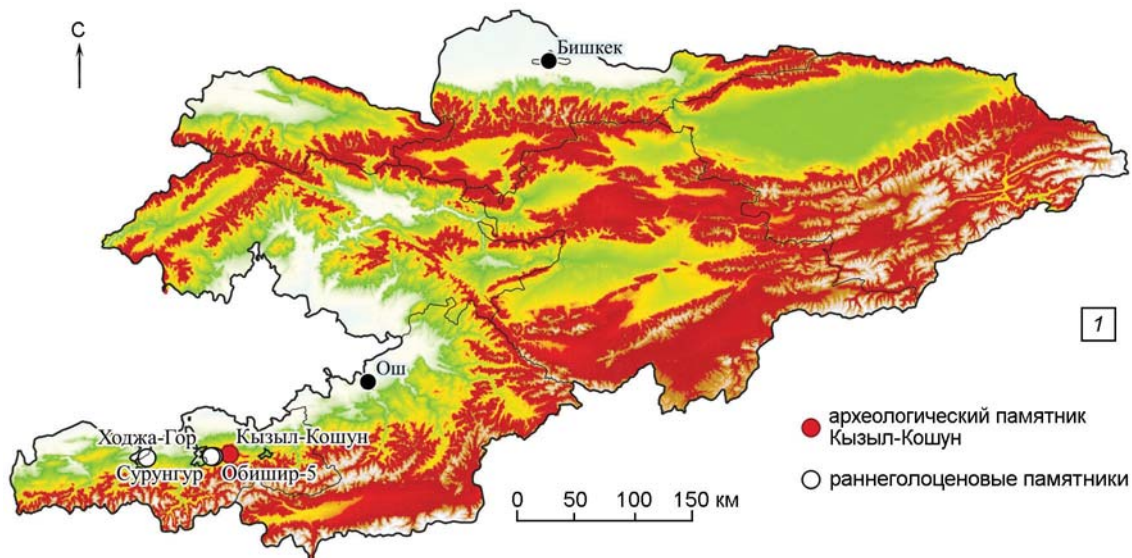 С
Бишкек
1
Ош
Ходжа-Гор
Кызыл-Кошун
Сурунгур
Обишир-5
археологический памятник
Кызыл-Кошун
раннеголоценовые памятники
0 50 100 150 км